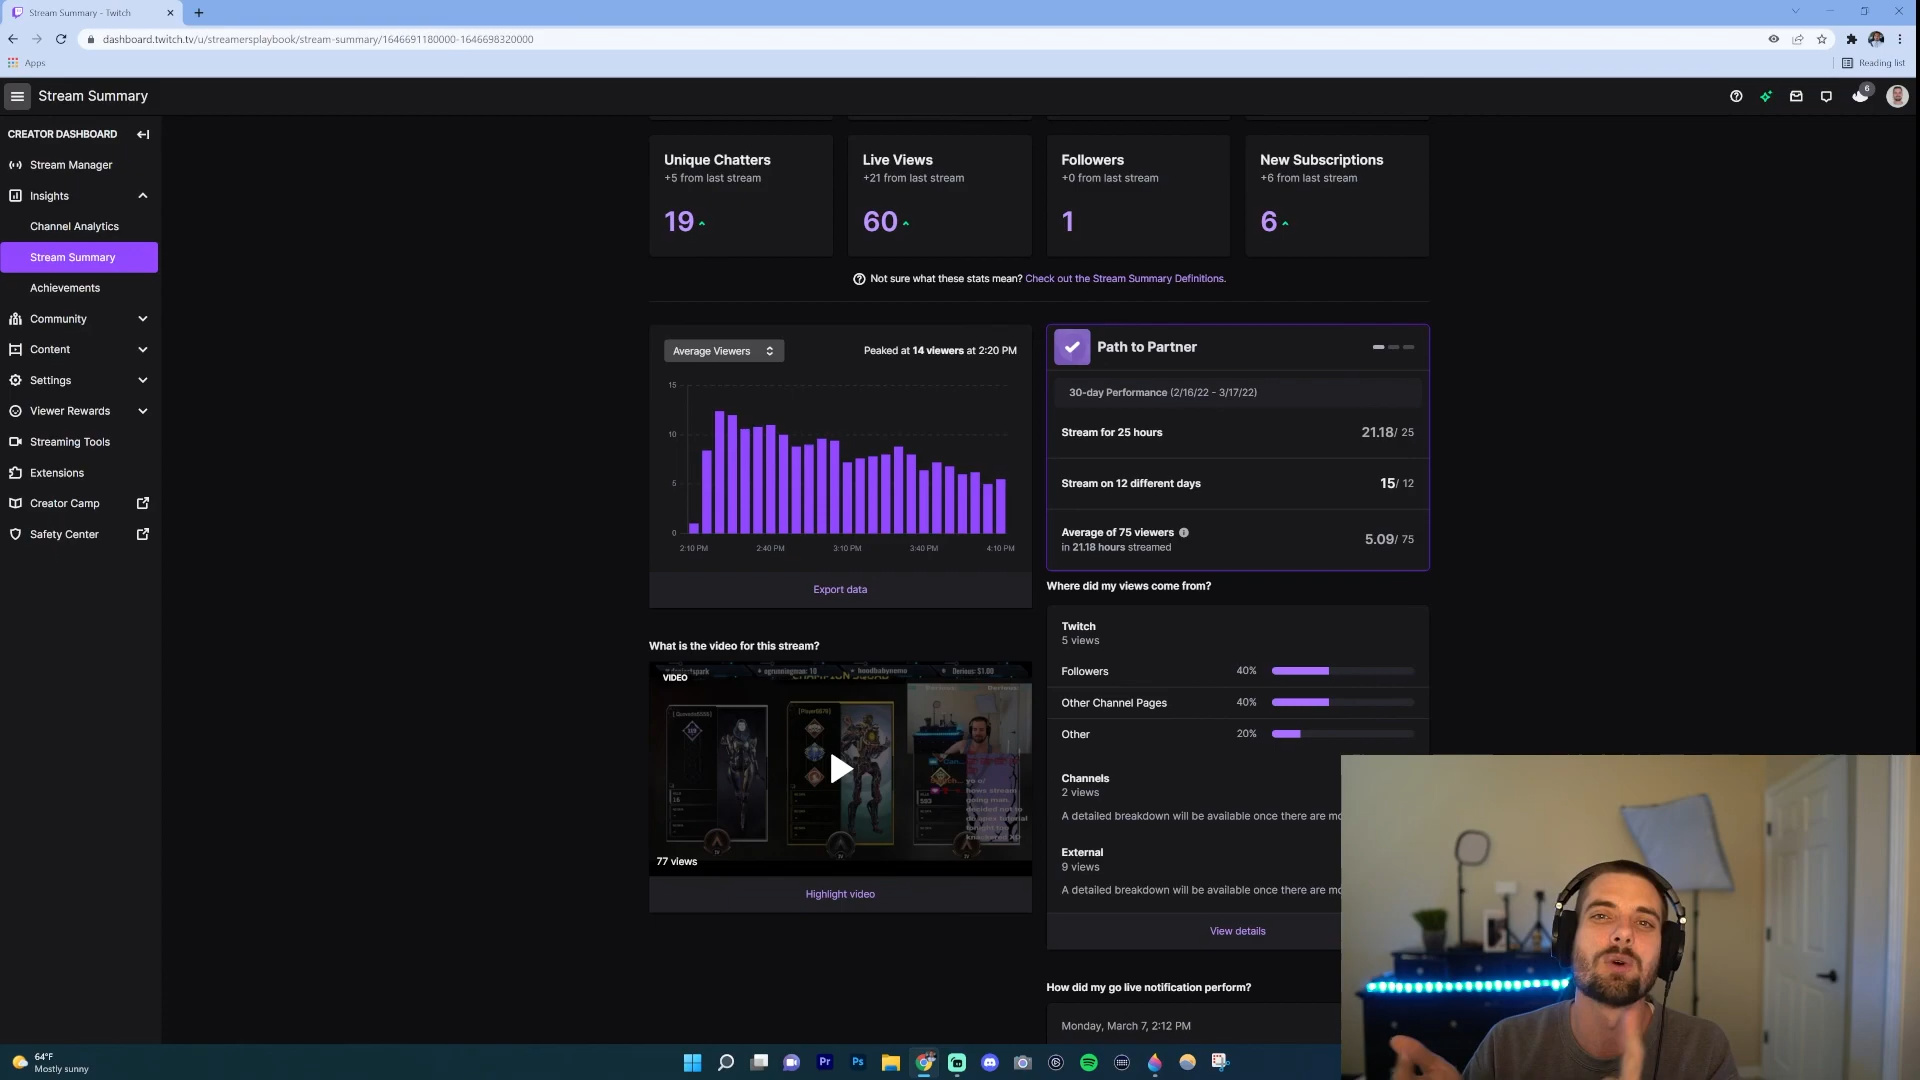 Stream Summary - Twitch
dashboard.twitch.tv/u/streamersplaybook/stream-summary/1646691180000-1646698320000
Apps
Reading list
Stream Summary
6
CREATOR DASHBOARD
Stream Manager
Insights
Channel Analytics
Stream Summary
Achievements
Community
Content
Settings
Viewer Rewards
Streaming Tools
Extensions
Creator Camp
Safety Center
Unique Chatters
+5 from last stream
19
Live Views
+21 from last stream
60
Followers
+0 from last stream
1
New Subscriptions
+6 from last stream
6
Not sure what these stats mean? Check out the Stream Summary Definitions.
Average Viewers
Peaked at 14 viewers at 2:20 PM
15
10
5
0
2:10 PM 2:40 PM 3:10 PM 3:40 PM 4:10 PM
Export data
What is the video for this stream?
VIDEO
CHAMPION SQUAD
77 views
Highlight video
Path to Partner
30-day Performance (2/16/22 - 3/17/22)
Stream for 25 hours
21.18/ 25
Stream on 12 different days
15/ 12
Average of 75 viewers
in 21.18 hours streamed
5.09/ 75
Where did my views come from?
Twitch
5 views
Followers 40%
Other Channel Pages 40%
Other 20%
Channels
2 views
A detailed breakdown will be available once there are mo
External
9 views
A detailed breakdown will be available once there are mo
View details
How did my go live notification perform?
Monday, March 7, 2:12 PM
64°F
Mostly sunny
Pr
Ps